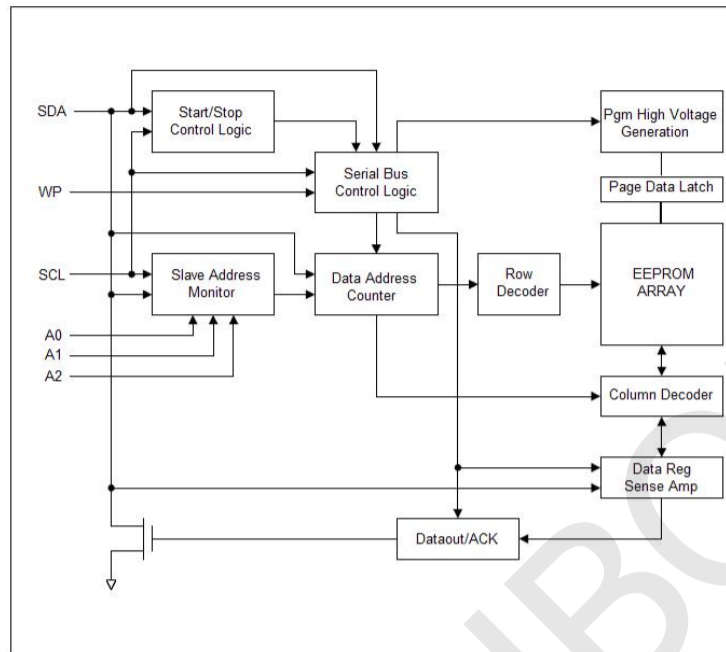 SDA
Start/Stop
Control Logic
Pgm High Voltage
Generation
WP
Serial Bus
Control Logic
Page Data Latch
SCL
Slave Address
Monitor
Data Address
Counter
Row
Decoder
EEPROM
ARRAY
A0
A1
A2
Column Decoder
Data Reg
Sense Amp
Dataout/ACK